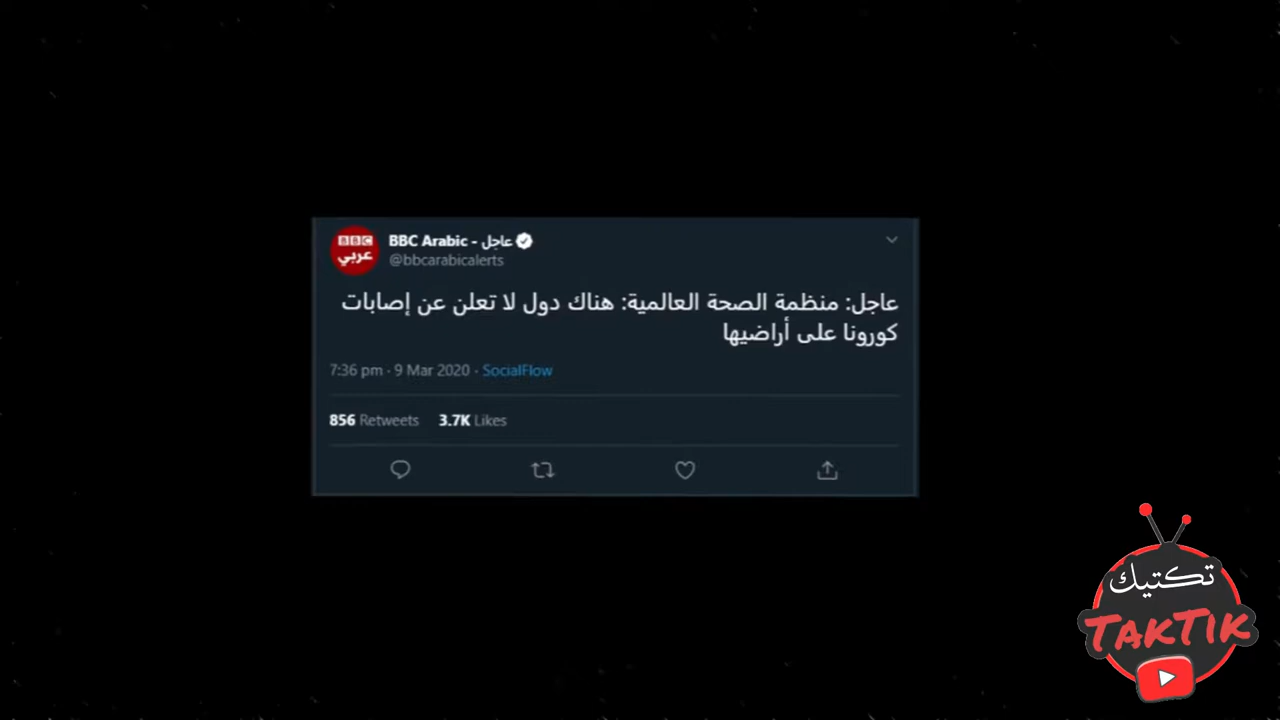 BBC عربي
BBC Arabic - عاجل
@bbcarabicalerts
عاجل: منظمة الصحة العالمية: هناك دول لا تعلن عن إصابات
كورونا على أراضيها
7:36 pm · 9 Mar 2020 · SocialFlow
856 Retweets 3.7K Likes
تكتيك
TAKTIK